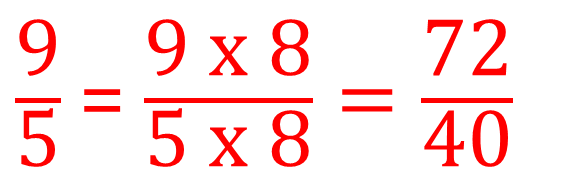 9/5 = 9 x 8/5 x 8 = 72/40